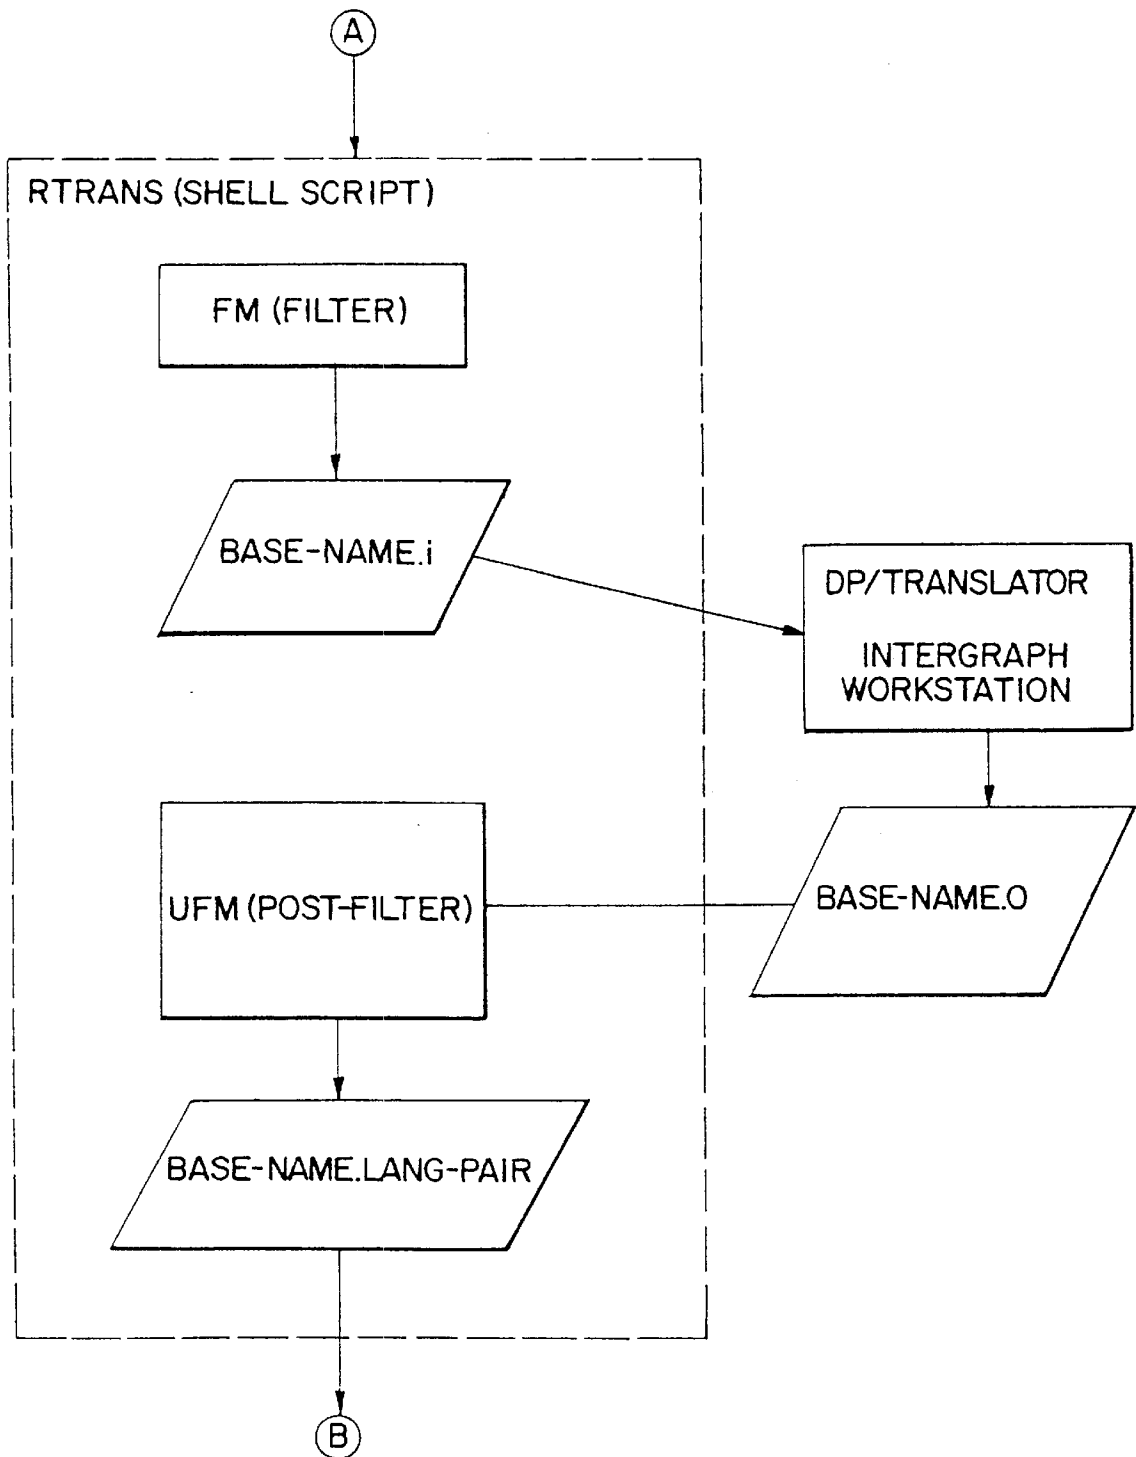 A
RTRANS (SHELL SCRIPT)
FM (FILTER)
BASE-NAME.i
DP/TRANSLATOR
INTERGRAPH
WORKSTATION
UFM (POST-FILTER)
BASE-NAME.O
BASE-NAME.LANG-PAIR
B